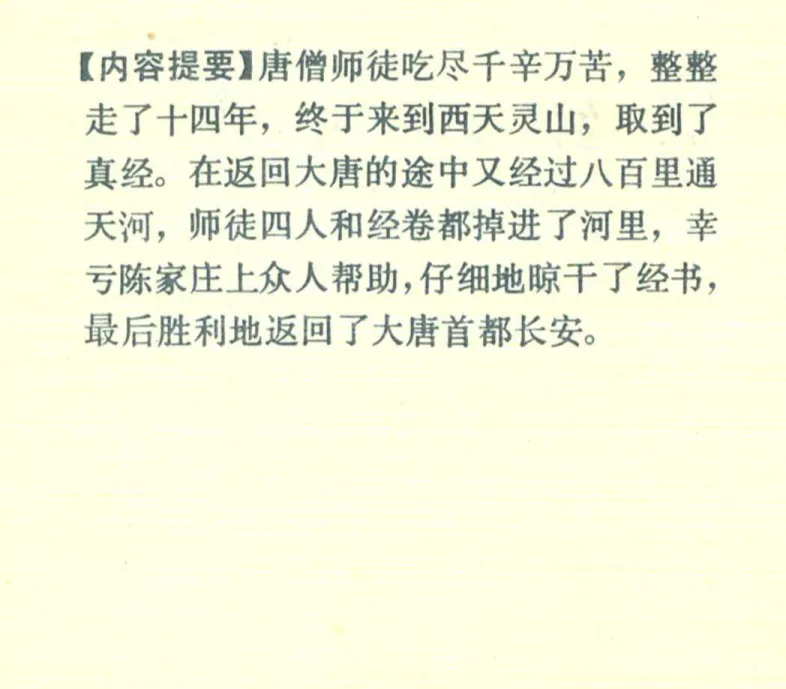 【内容提要】唐僧师徒吃尽千辛万苦，整整
走了十四年，终于来到西天灵山，取到了
真经。在返回大唐的途中又经过八百里通
天河，师徒四人和经卷都掉进了河里，幸
亏陈家庄上众人帮助，仔细地晾干了经书，
最后胜利地返回了大唐首都长安。